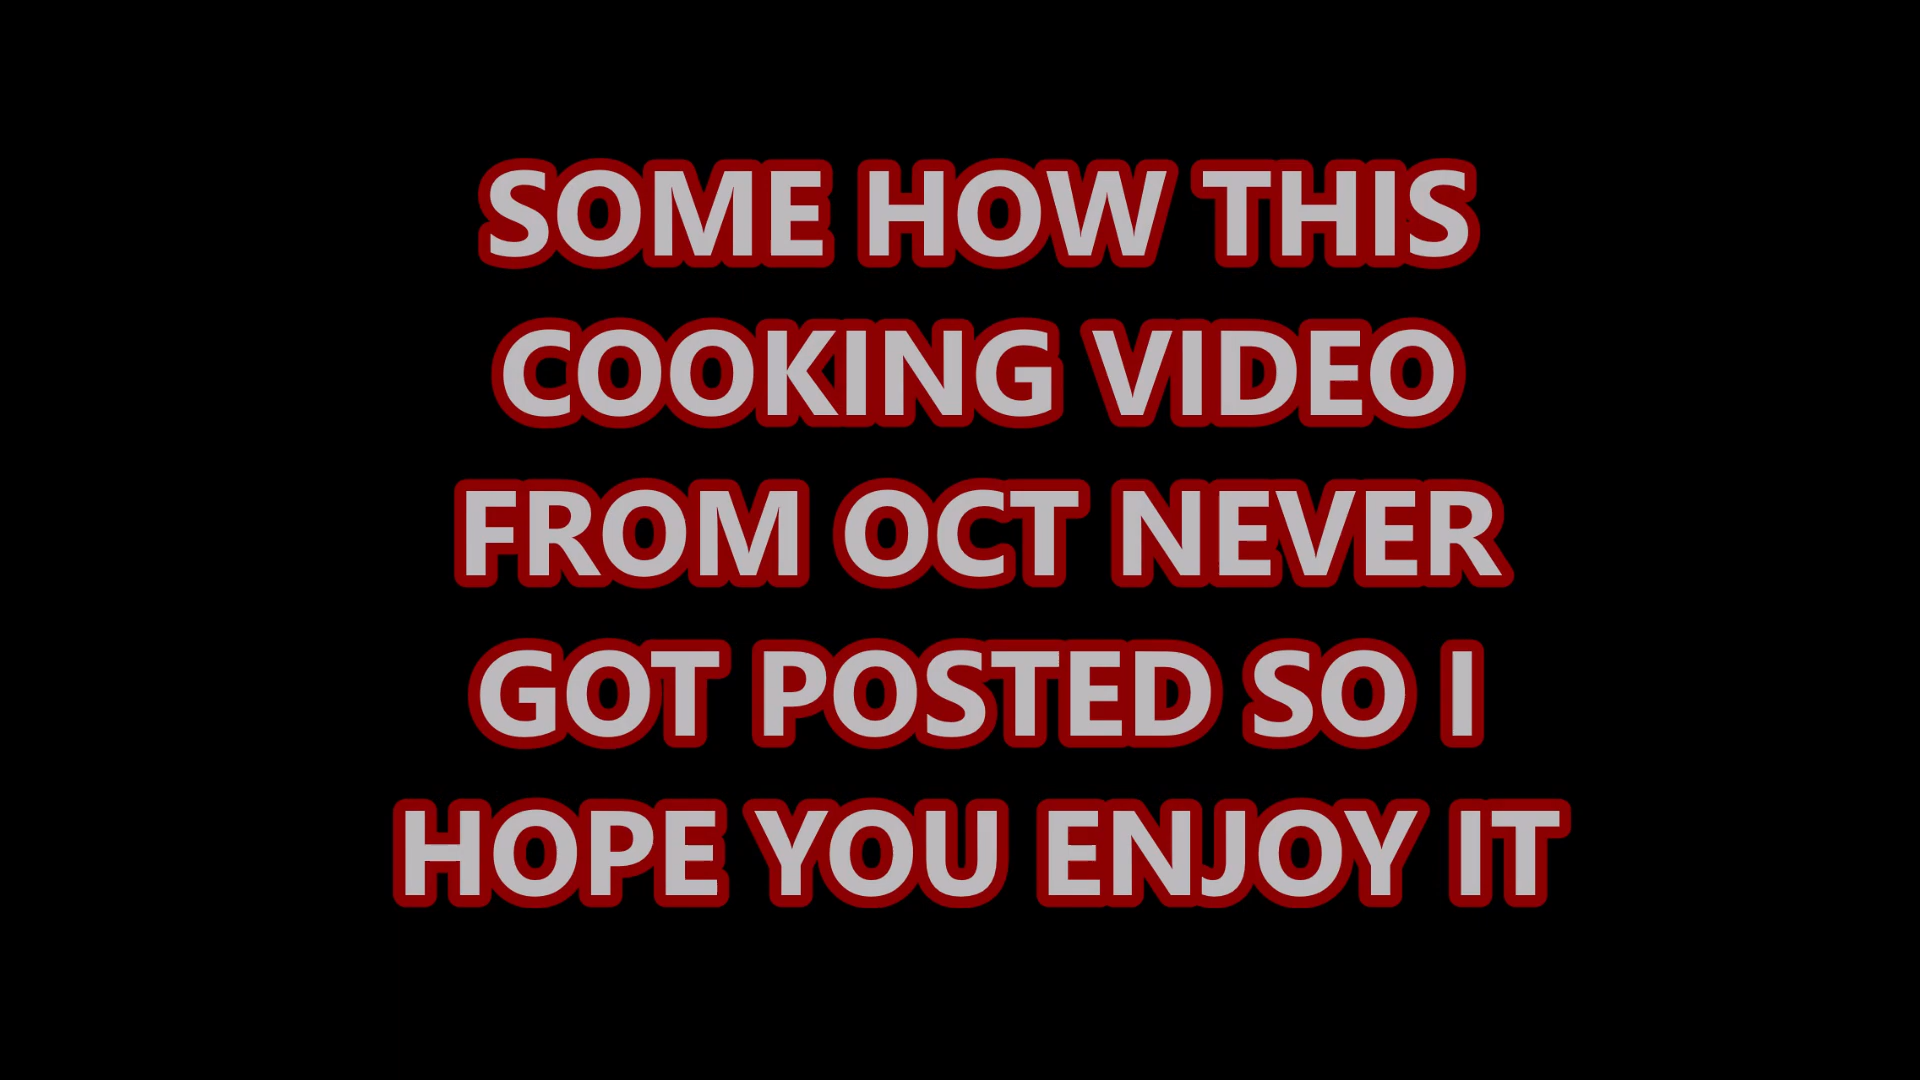 SOME HOW THIS
COOKING VIDEO
FROM OCT NEVER
GOT POSTED SO I
HOPE YOU ENJOY IT